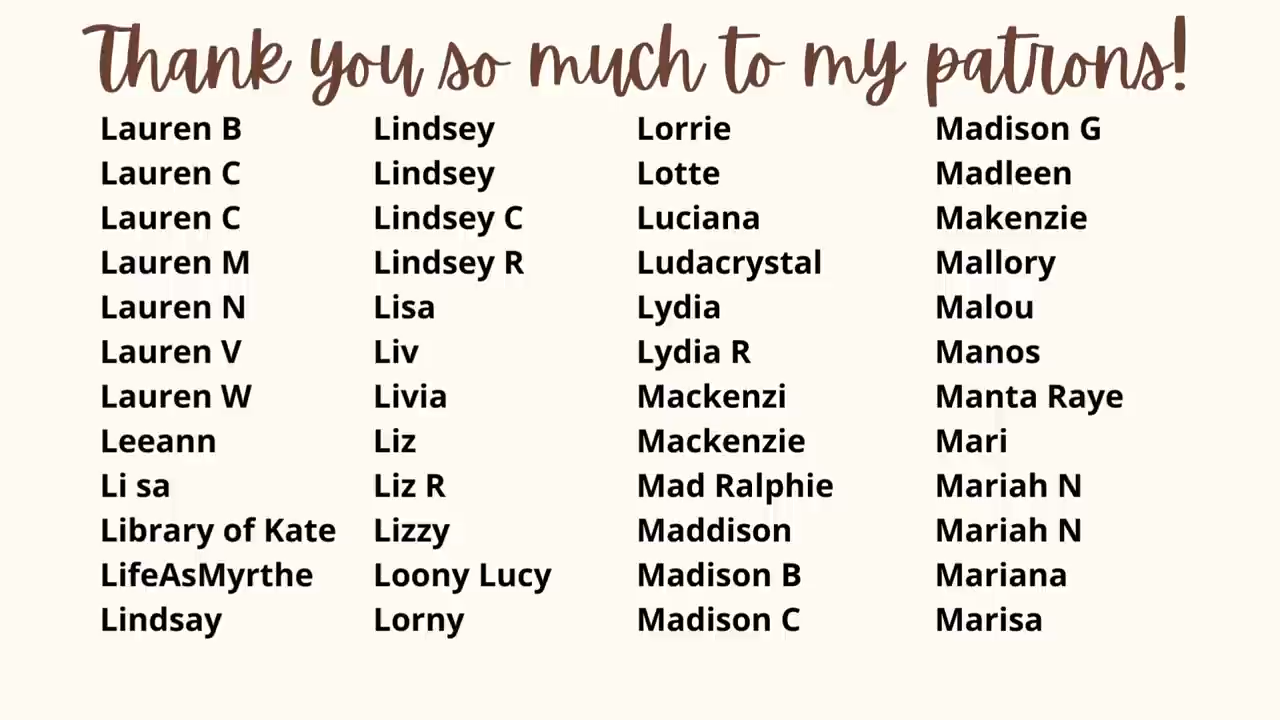 Thank you so much to my patrons!
Lauren B
Lauren C
Lauren C
Lauren M
Lauren N
Lauren V
Lauren W
Leeann
Li sa
Library of Kate
LifeAsMyrthe
Lindsay
Lindsey
Lindsey
Lindsey C
Lindsey R
Lisa
Liv
Livia
Liz
Liz R
Lizzy
Loony Lucy
Lorny
Lorrie
Lotte
Luciana
Ludacrystal
Lydia
Lydia R
Mackenzi
Mackenzie
Mad Ralphie
Maddison
Madison B
Madison C
Madison G
Madleen
Makenzie
Mallory
Malou
Manos
Manta Raye
Mari
Mariah N
Mariah N
Mariana
Marisa